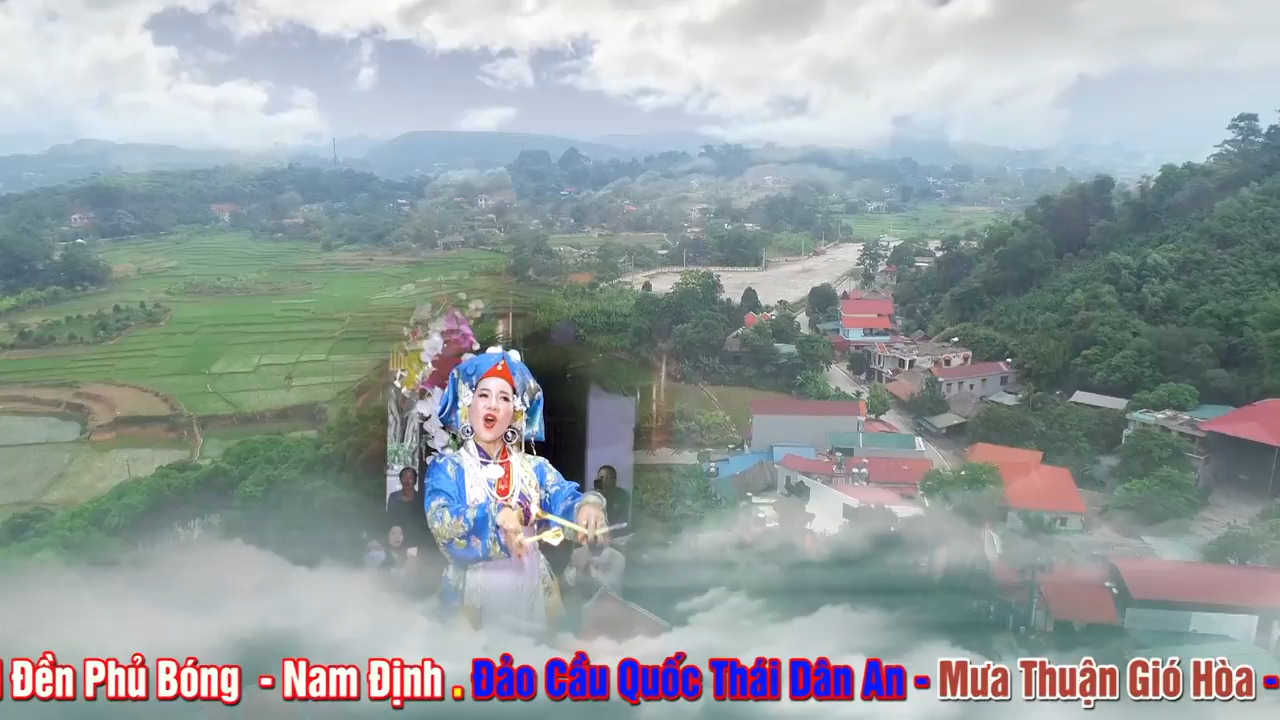 Đền Phủ Bóng - Nam Định . Đảo Cầu Quốc Thái Dân An - Mưa Thuận Gió Hòa -